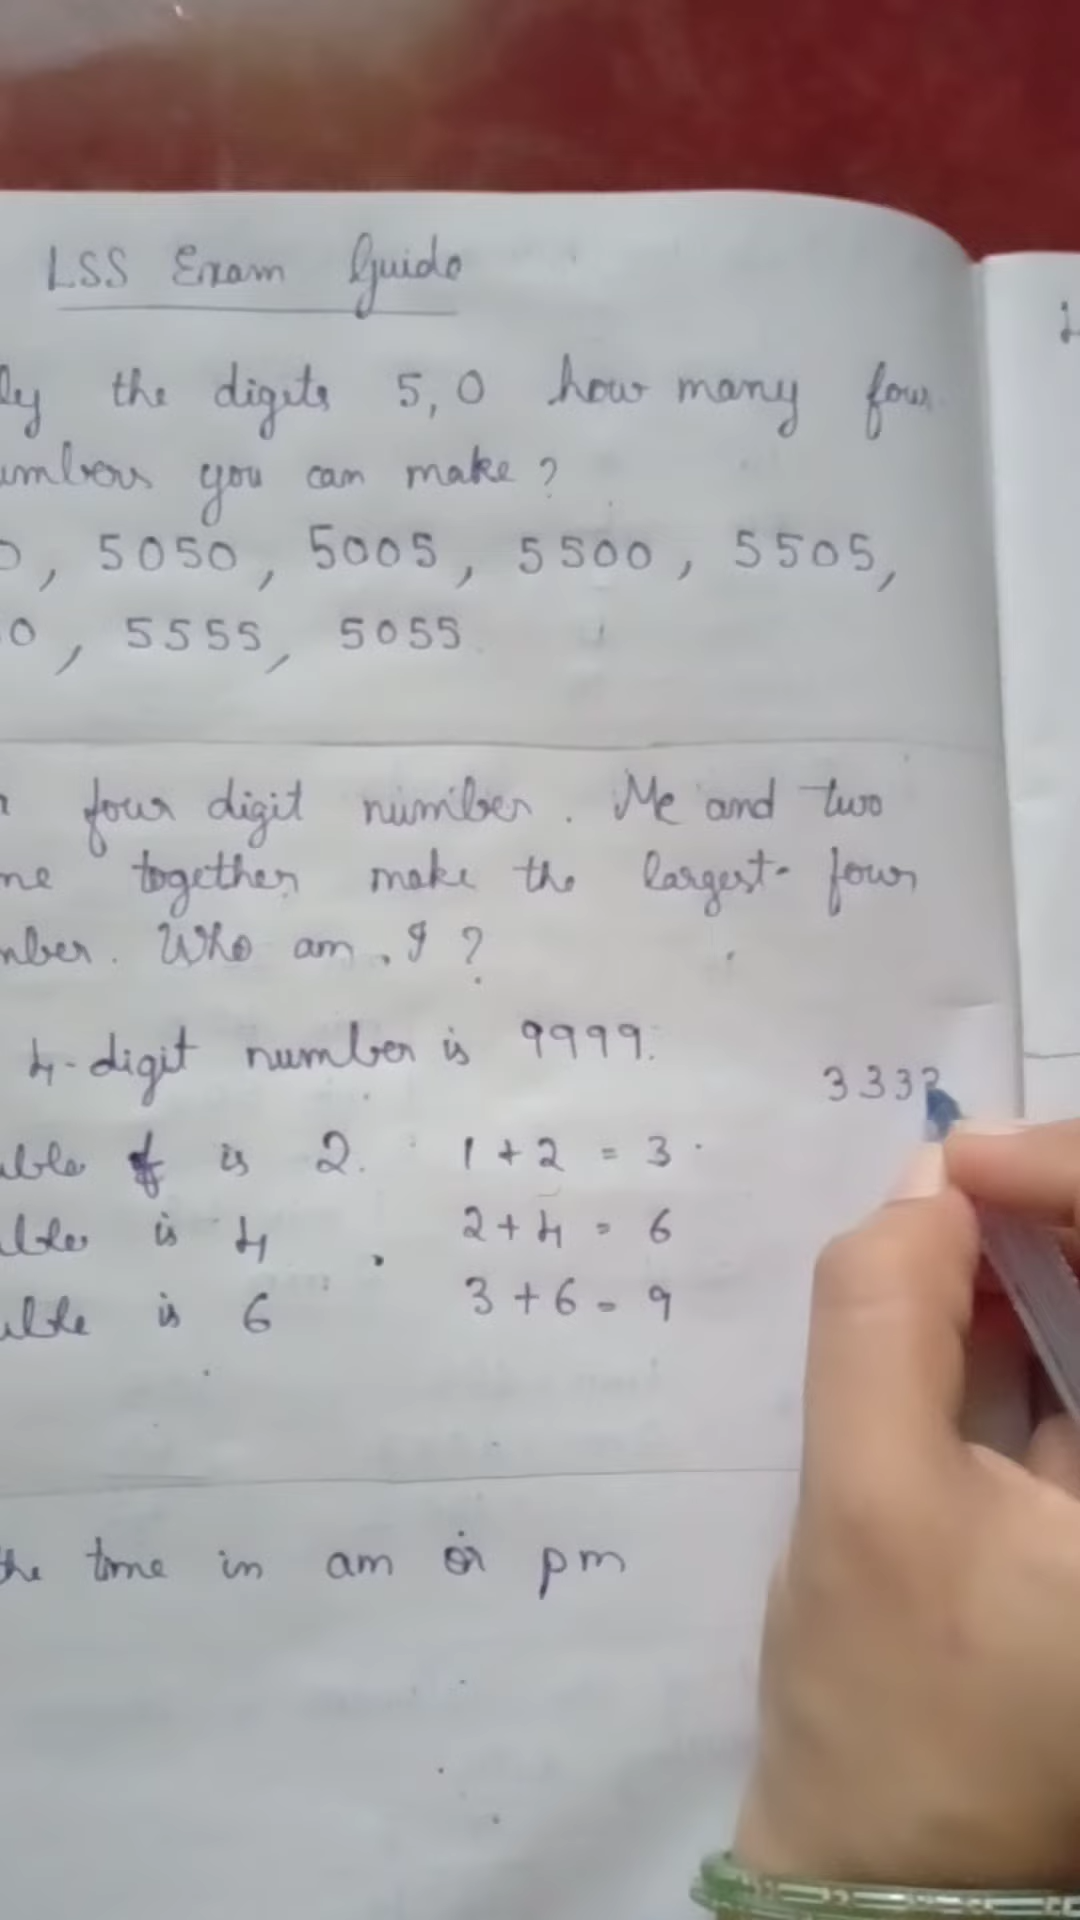 LSS Exam Guide
the digits 5,0 how many four
you can make?
5050, 5005, 5500, 5505,
5555, 5055
four digit number. Me and two
me together make the largest four
Who am I?
4-digit number is 9999.
333
is 2. 1+2 = 3
is 4 2+4 = 6
is 6 3+6 = 9
the time in am or pm